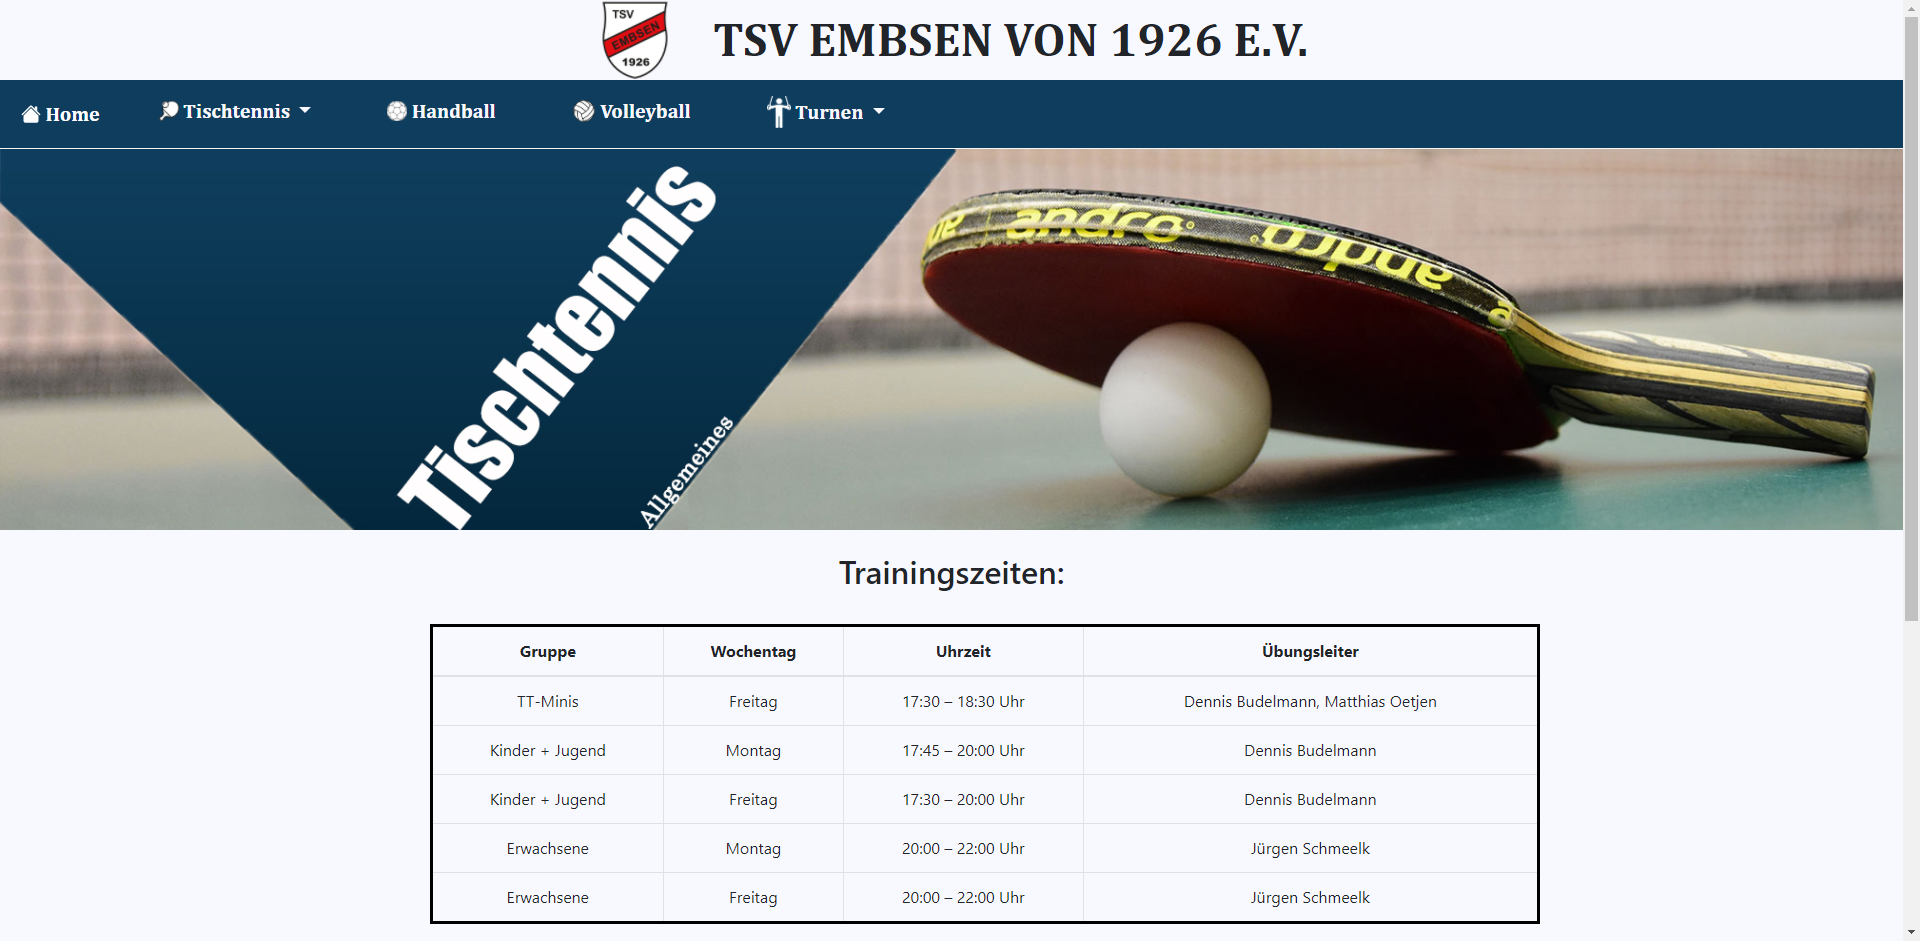 TSV
EMBSEN
1926
TSV EMBSEN VON 1926 E.V.
Home Tischtennis Handball Volleyball Turnen
Tischtennis
Allgemeines
andro andro
Trainingszeiten:
Gruppe Wochentag Uhrzeit Übungsleiter
TT-Minis Freitag 17:30 – 18:30 Uhr Dennis Budelmann, Matthias Oetjen
Kinder + Jugend Montag 17:45 – 20:00 Uhr Dennis Budelmann
Kinder + Jugend Freitag 17:30 – 20:00 Uhr Dennis Budelmann
Erwachsene Montag 20:00 – 22:00 Uhr Jürgen Schmeelk
Erwachsene Freitag 20:00 – 22:00 Uhr Jürgen Schmeelk